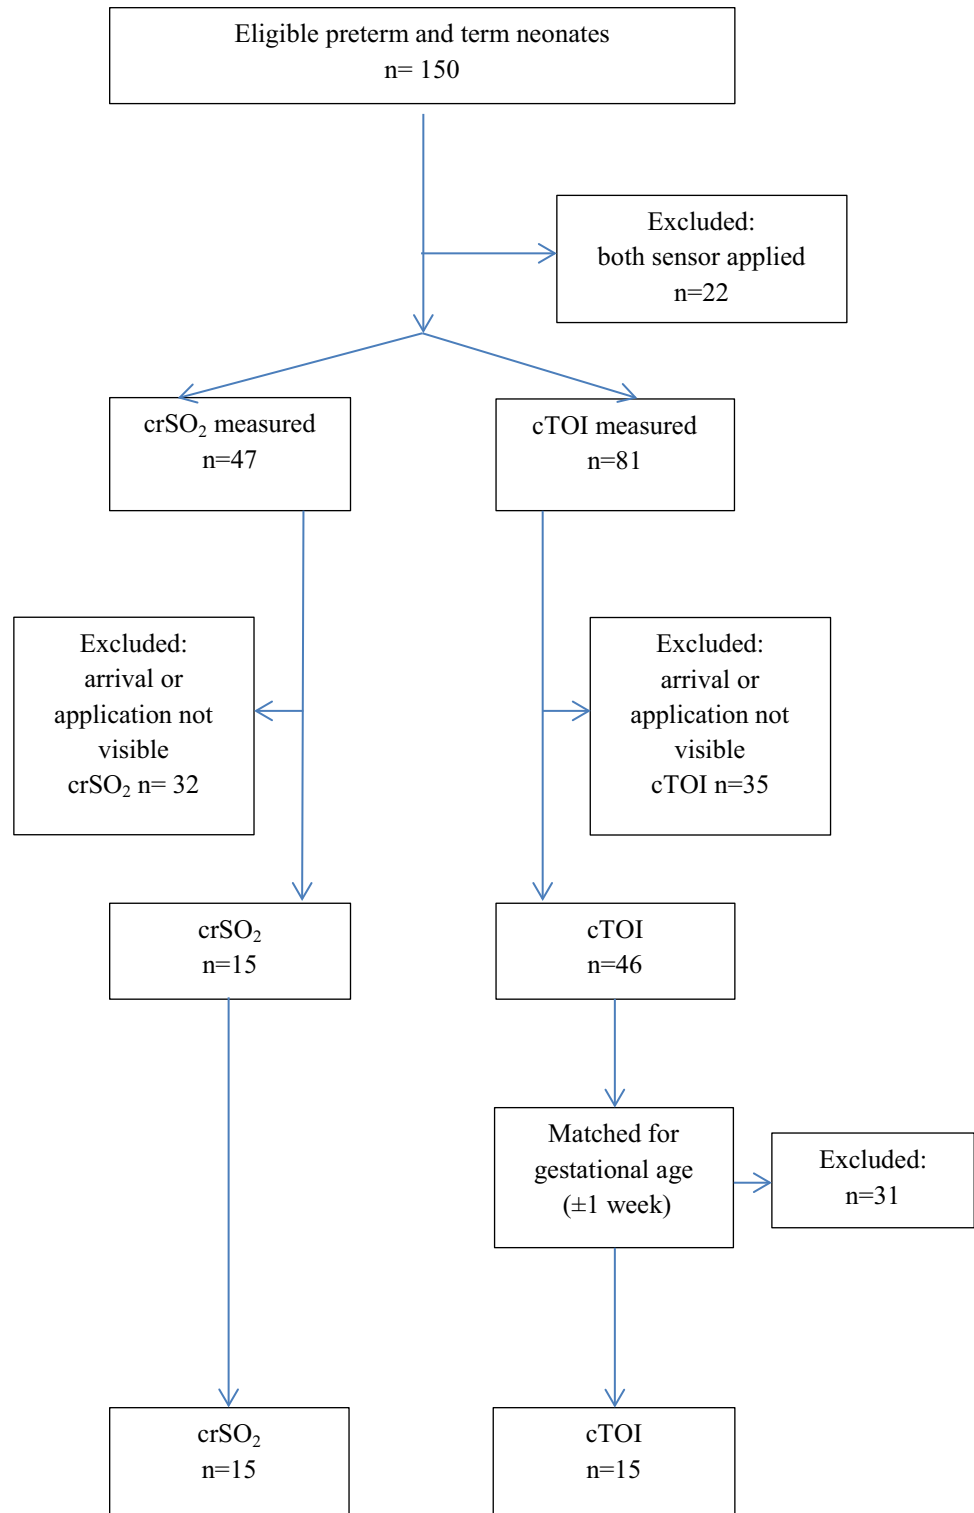 Eligible preterm and term neonates
n= 150
Excluded:
both sensor applied
n=22
crSO₂ measured
n=47
cTOI measured
n=81
Excluded:
arrival or
application not
visible
crSO₂ n= 32
Excluded:
arrival or
application not
visible
cTOI n=35
crSO₂
n=15
cTOI
n=46
Matched for
gestational age
(±1 week)
Excluded:
n=31
crSO₂
n=15
cTOI
n=15